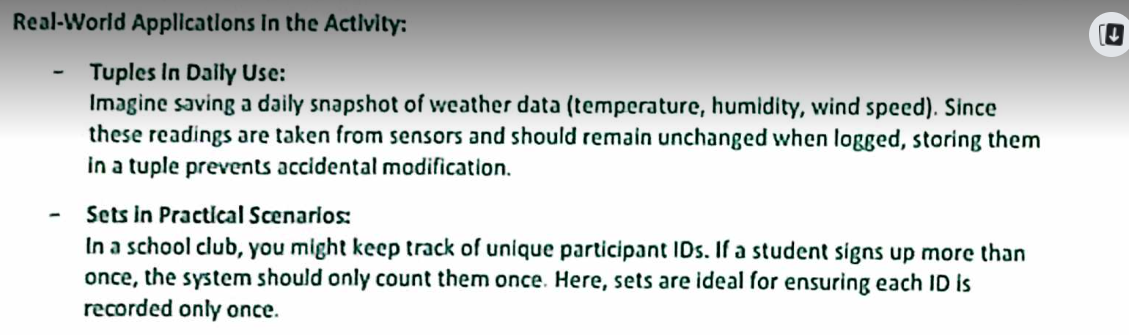 Real-World Applications in the Activity:
- Tuples in Daily Use:
Imagine saving a daily snapshot of weather data (temperature, humidity, wind speed). Since
these readings are taken from sensors and should remain unchanged when logged, storing them
in a tuple prevents accidental modification.
- Sets in Practical Scenarios:
In a school club, you might keep track of unique participant IDs. If a student signs up more than
once, the system should only count them once. Here, sets are ideal for ensuring each ID is
recorded only once.